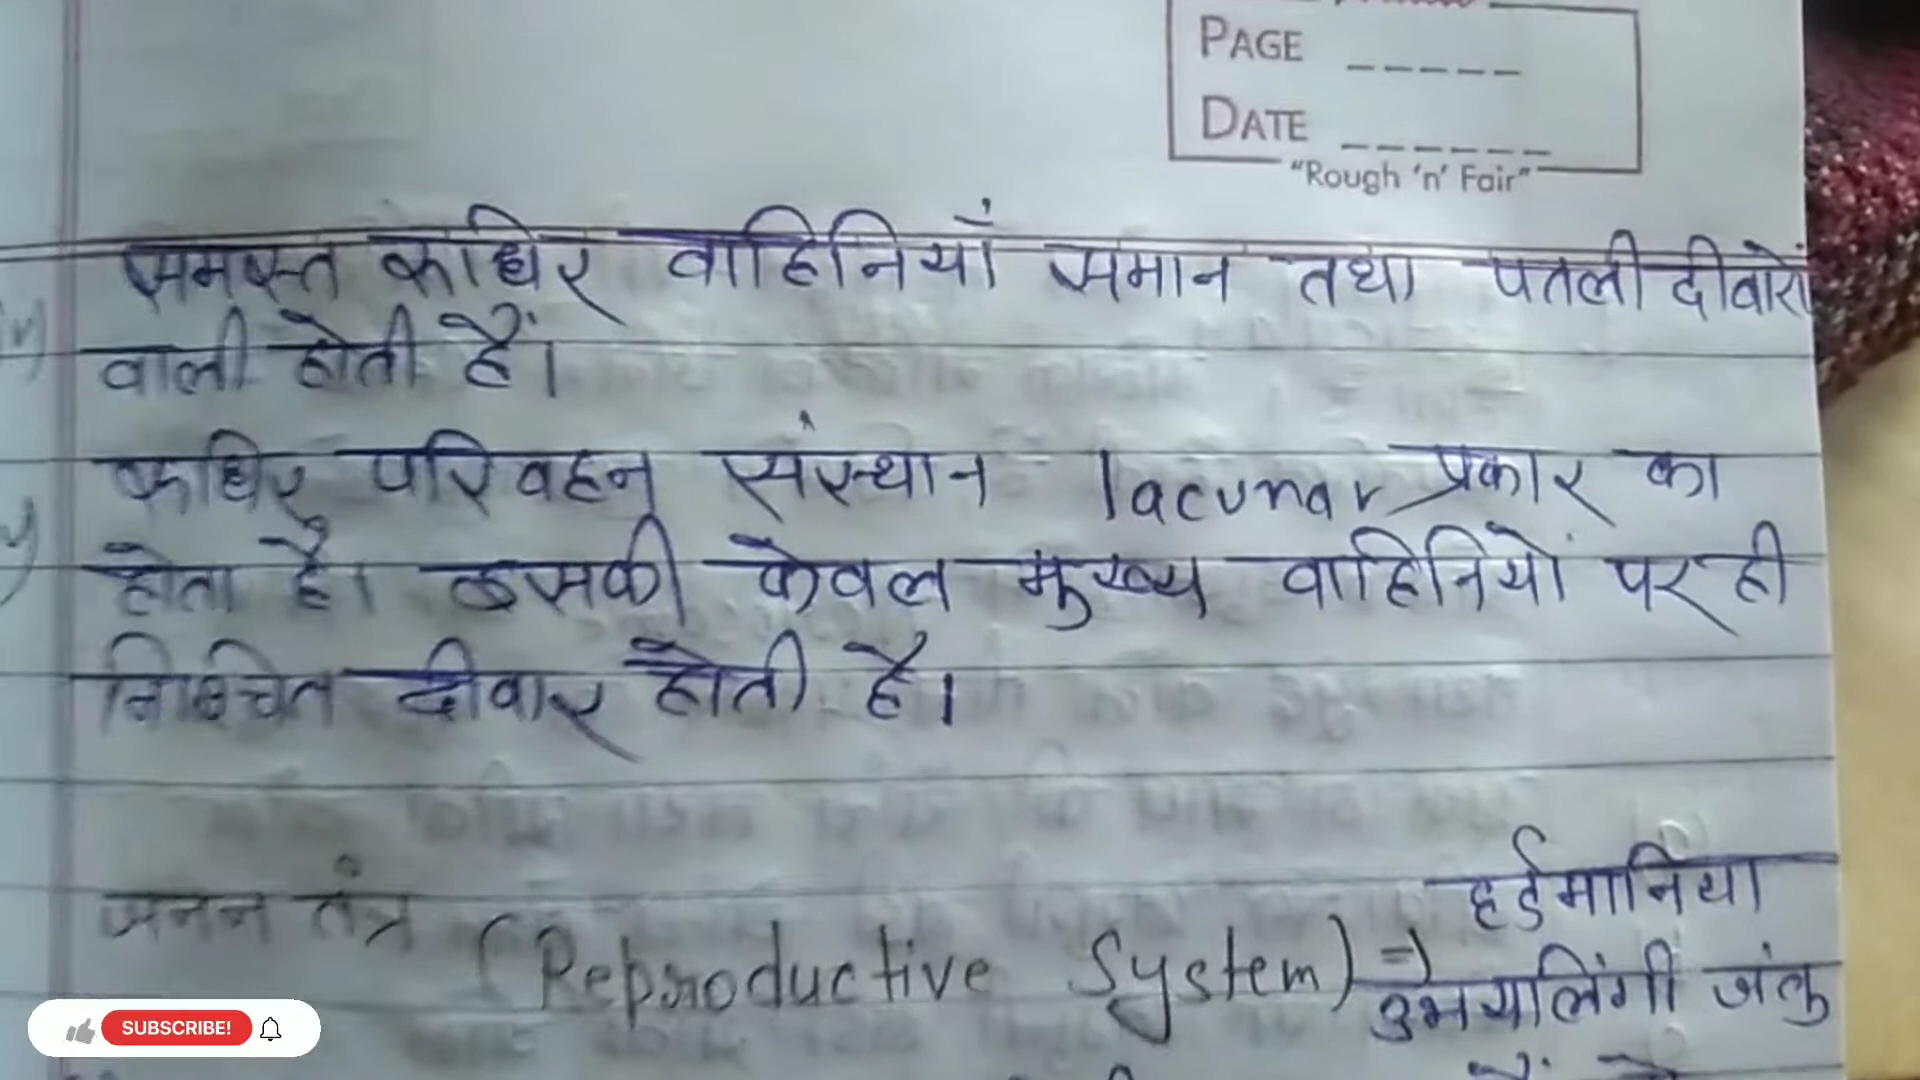 PAGE
DATE
"Rough 'n' Fair"
समस्त रूधिर वाहिनियाँ समान तथा पतली दीवारों
वाली होती हैं।
रूधिर परिवहन संस्थान lacunar प्रकार का
होता है। इसकी केवल मुख्य वाहिनियों पर ही
निश्चित दीवार होती है।
हर्डमानिया
जनन तंत्र (Reproductive System) ⇒
उभयलिंगी जंतु
SUBSCRIBE!